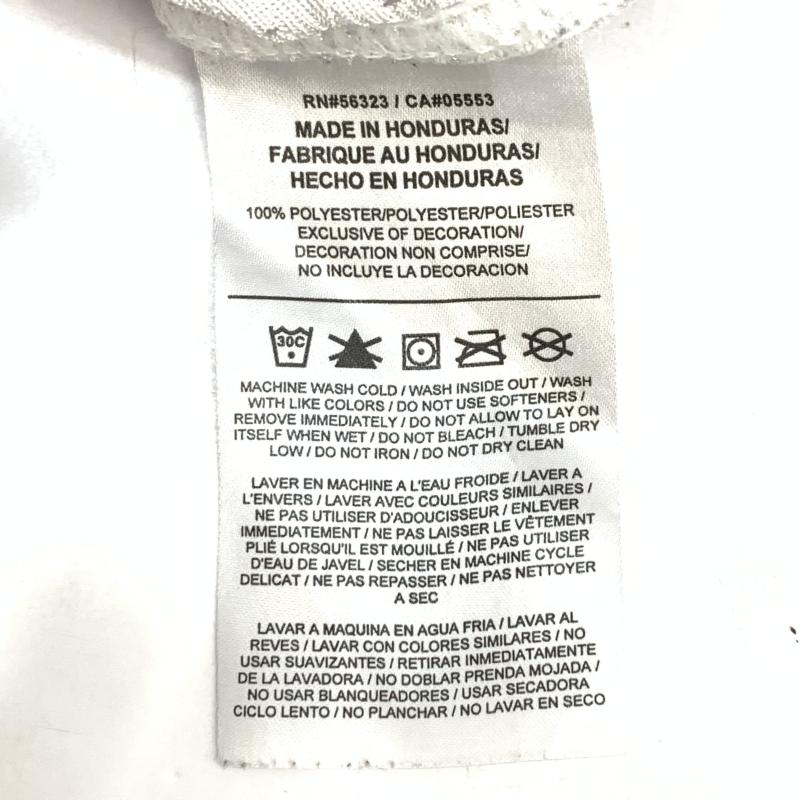 RN#56323 / CA#05553
MADE IN HONDURAS/
FABRIQUE AU HONDURAS/
HECHO EN HONDURAS
100% POLYESTER/POLYESTER/POLIESTER
EXCLUSIVE OF DECORATION/
DECORATION NON COMPRISE/
NO INCLUYE LA DECORACION
30C
MACHINE WASH COLD / WASH INSIDE OUT / WASH
WITH LIKE COLORS / DO NOT USE SOFTENERS /
REMOVE IMMEDIATELY / DO NOT ALLOW TO LAY ON
ITSELF WHEN WET / DO NOT BLEACH / TUMBLE DRY
LOW / DO NOT IRON / DO NOT DRY CLEAN
LAVER EN MACHINE A L'EAU FROIDE / LAVER A
L'ENVERS / LAVER AVEC COULEURS SIMILAIRES /
NE PAS UTILISER D'ADOUCISSEUR / ENLEVER
IMMEDIATEMENT / NE PAS LAISSER LE VÊTEMENT
PLIÉ LORSQU'IL EST MOUILLÉ / NE PAS UTILISER
D'EAU DE JAVEL / SECHER EN MACHINE CYCLE
DELICAT / NE PAS REPASSER / NE PAS NETTOYER
A SEC
LAVAR A MAQUINA EN AGUA FRIA / LAVAR AL
REVES / LAVAR CON COLORES SIMILARES / NO
USAR SUAVIZANTES / RETIRAR INMEDIATAMENTE
DE LA LAVADORA / NO DOBLAR PRENDA MOJADA /
NO USAR BLANQUEADORES / USAR SECADORA
CICLO LENTO / NO PLANCHAR / NO LAVAR EN SECO